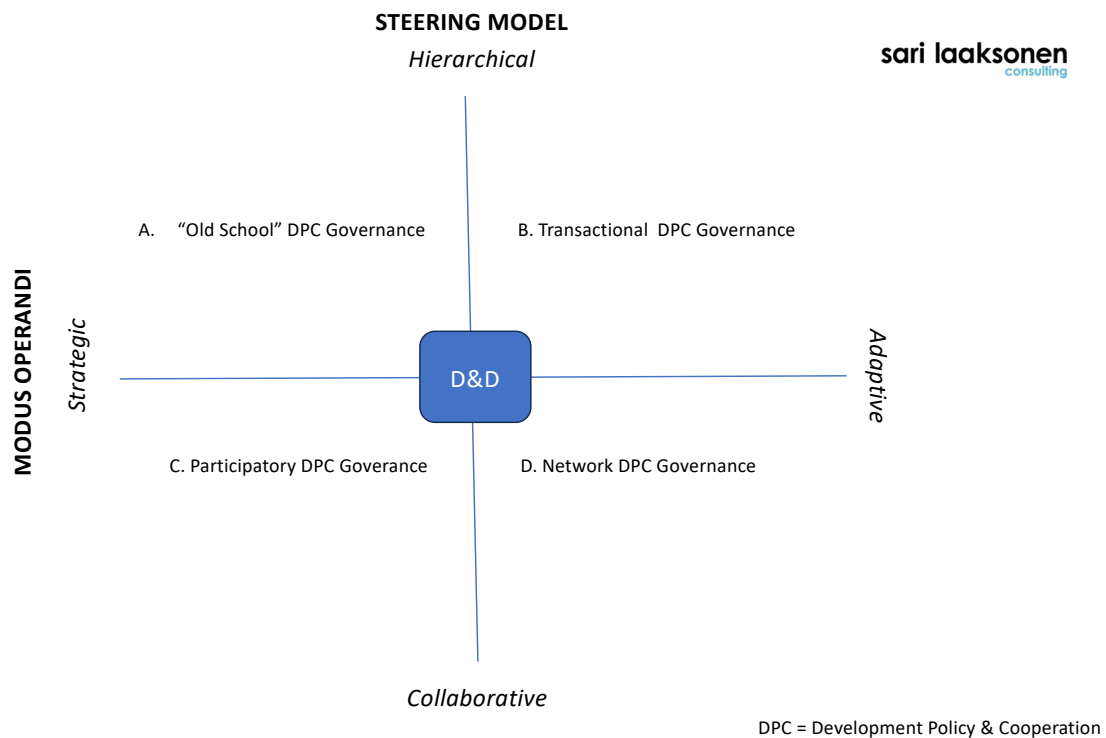 STEERING MODEL
Hierarchical
sari laaksonen
consulting
A. “Old School” DPC Governance
B. Transactional DPC Governance
MODUS OPERANDI
Strategic
D&D
Adaptive
C. Participatory DPC Goverance
D. Network DPC Governance
Collaborative
DPC = Development Policy & Cooperation